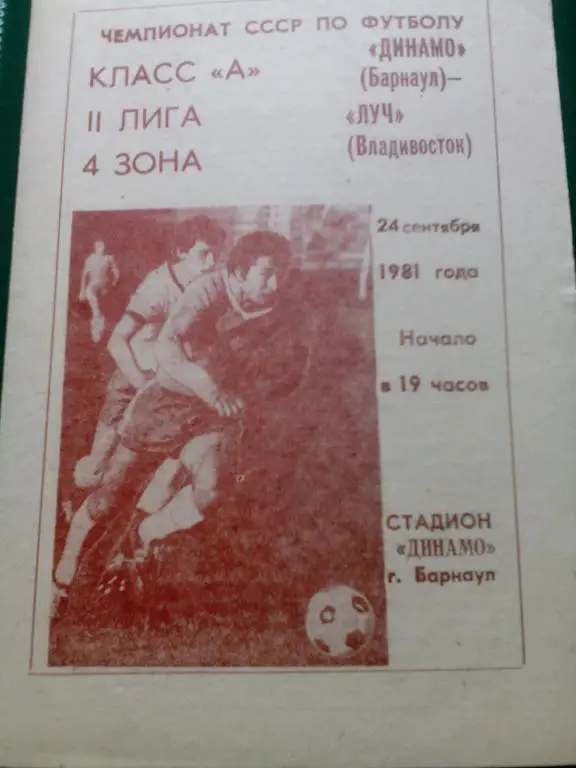 ЧЕМПИОНАТ СССР ПО ФУТБОЛУ
КЛАСС «А»
II ЛИГА
4 ЗОНА
«ДИНАМО»
(Барнаул)–
«ЛУЧ»
(Владивосток)
24 сентября
1981 года
Начало
в 19 часов
СТАДИОН
«ДИНАМО»
г. Барнаул